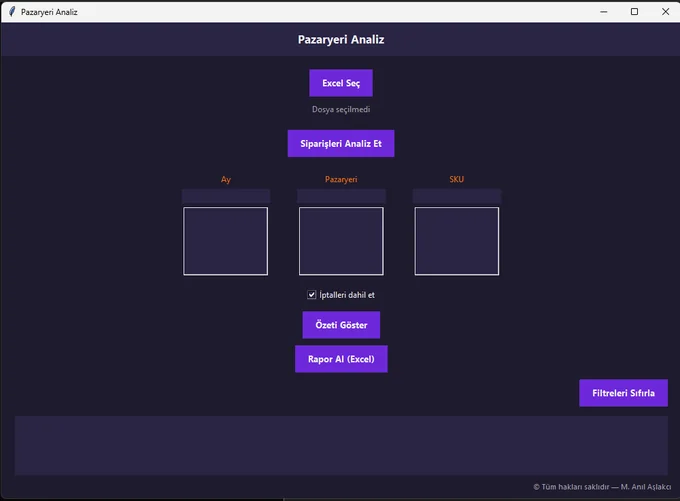 Pazaryeri Analiz
Pazaryeri Analiz
Excel Seç
Dosya seçilmedi
Siparişleri Analiz Et
Ay Pazaryeri SKU
İptalleri dahil et
Özeti Göster
Rapor Al (Excel)
Filtreleri Sıfırla
© Tüm hakları saklıdır — M. Anıl Aşlakcı